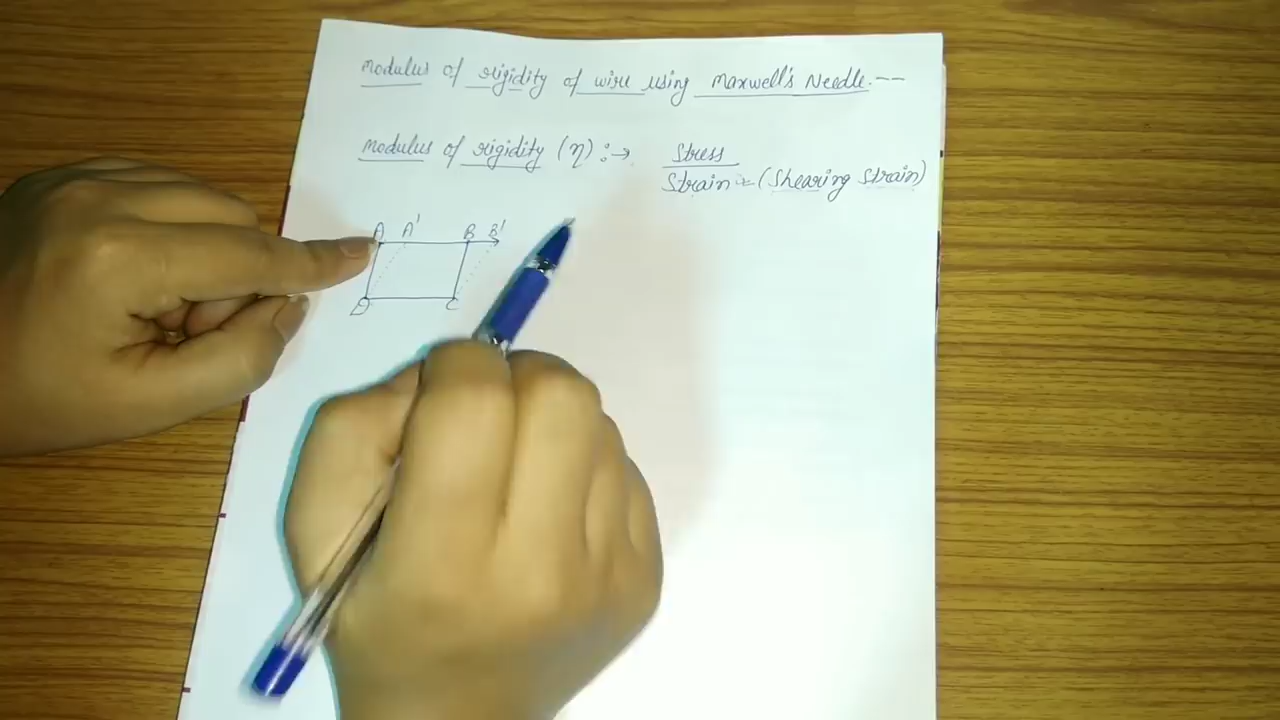 Modulus of rigidity of wire using Maxwell's Needle.--
Modulus of rigidity (η) :→ Stress
Strain → (Shearing Strain)
A A' B B'
D C